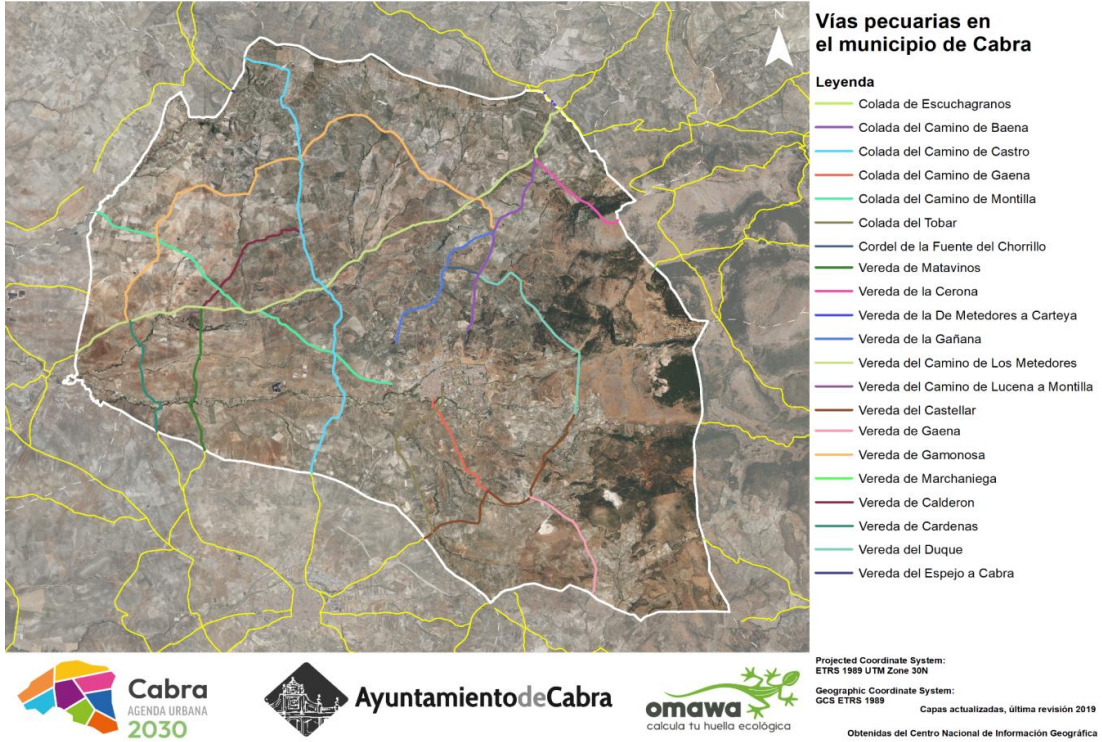 N
Vías pecuarias en
el municipio de Cabra
Leyenda
Colada de Escuchagranos
Colada del Camino de Baena
Colada del Camino de Castro
Colada del Camino de Gaena
Colada del Camino de Montilla
Colada del Tobar
Cordel de la Fuente del Chorrillo
Vereda de Matavinos
Vereda de la Cerona
Vereda de la De Metedores a Carteya
Vereda de la Gañana
Vereda del Camino de Los Metedores
Vereda del Camino de Lucena a Montilla
Vereda del Castellar
Vereda de Gaena
Vereda de Gamonosa
Vereda de Marchaniega
Vereda de Calderon
Vereda de Cardenas
Vereda del Duque
Vereda del Espejo a Cabra
Cabra
AGENDA URBANA
2030
AyuntamientodeCabra
omawa
calcula tu huella ecológica
Projected Coordinate System:
ETRS 1989 UTM Zone 30N
Geographic Coordinate System:
GCS ETRS 1989
Capas actualizadas, última revisión 2019
Obtenidas del Centro Nacional de Información Geográfica